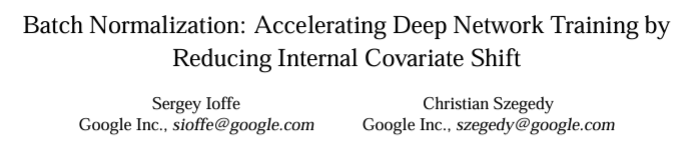 Batch Normalization: Accelerating Deep Network Training by
Reducing Internal Covariate Shift
Sergey Ioffe
Google Inc., sioffe@google.com
Christian Szegedy
Google Inc., szegedy@google.com